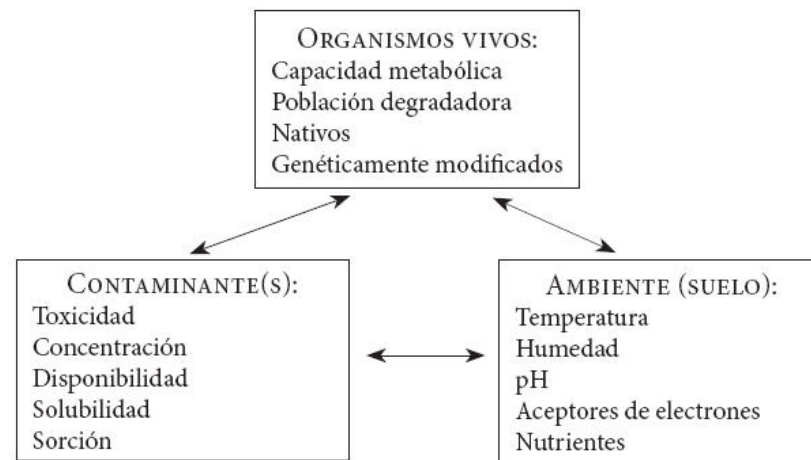 ORGANISMOS VIVOS:
Capacidad metabólica
Población degradadora
Nativos
Genéticamente modificados
CONTAMINANTE(S):
Toxicidad
Concentración
Disponibilidad
Solubilidad
Sorción
AMBIENTE (SUELO):
Temperatura
Humedad
pH
Aceptores de electrones
Nutrientes